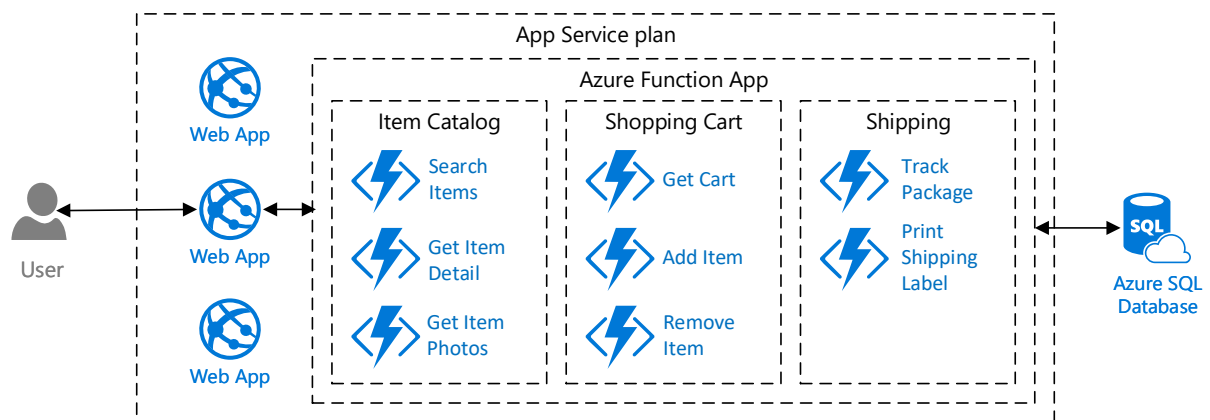 App Service plan
Azure Function App
Web App
Web App
Web App
User
Item Catalog
Search
Items
Get Item
Detail
Get Item
Photos
Shopping Cart
Get Cart
Add Item
Remove
Item
Shipping
Track
Package
Print
Shipping
Label
SQL
Azure SQL
Database